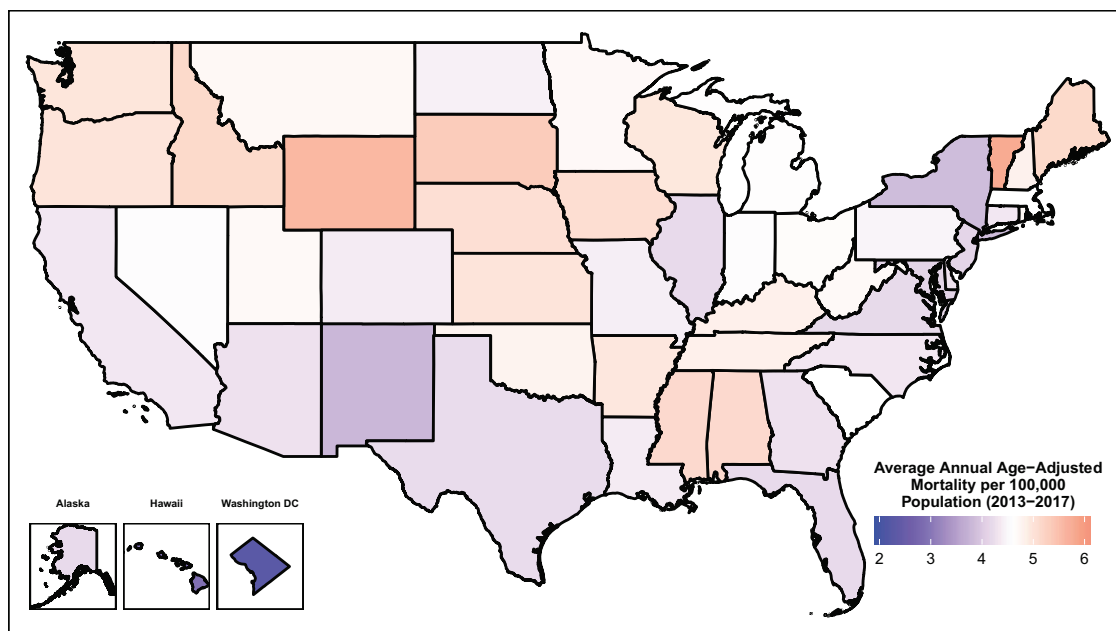 Average Annual Age−Adjusted
Mortality per 100,000
Population (2013−2017)
2 3 4 5 6
Alaska Hawaii Washington DC